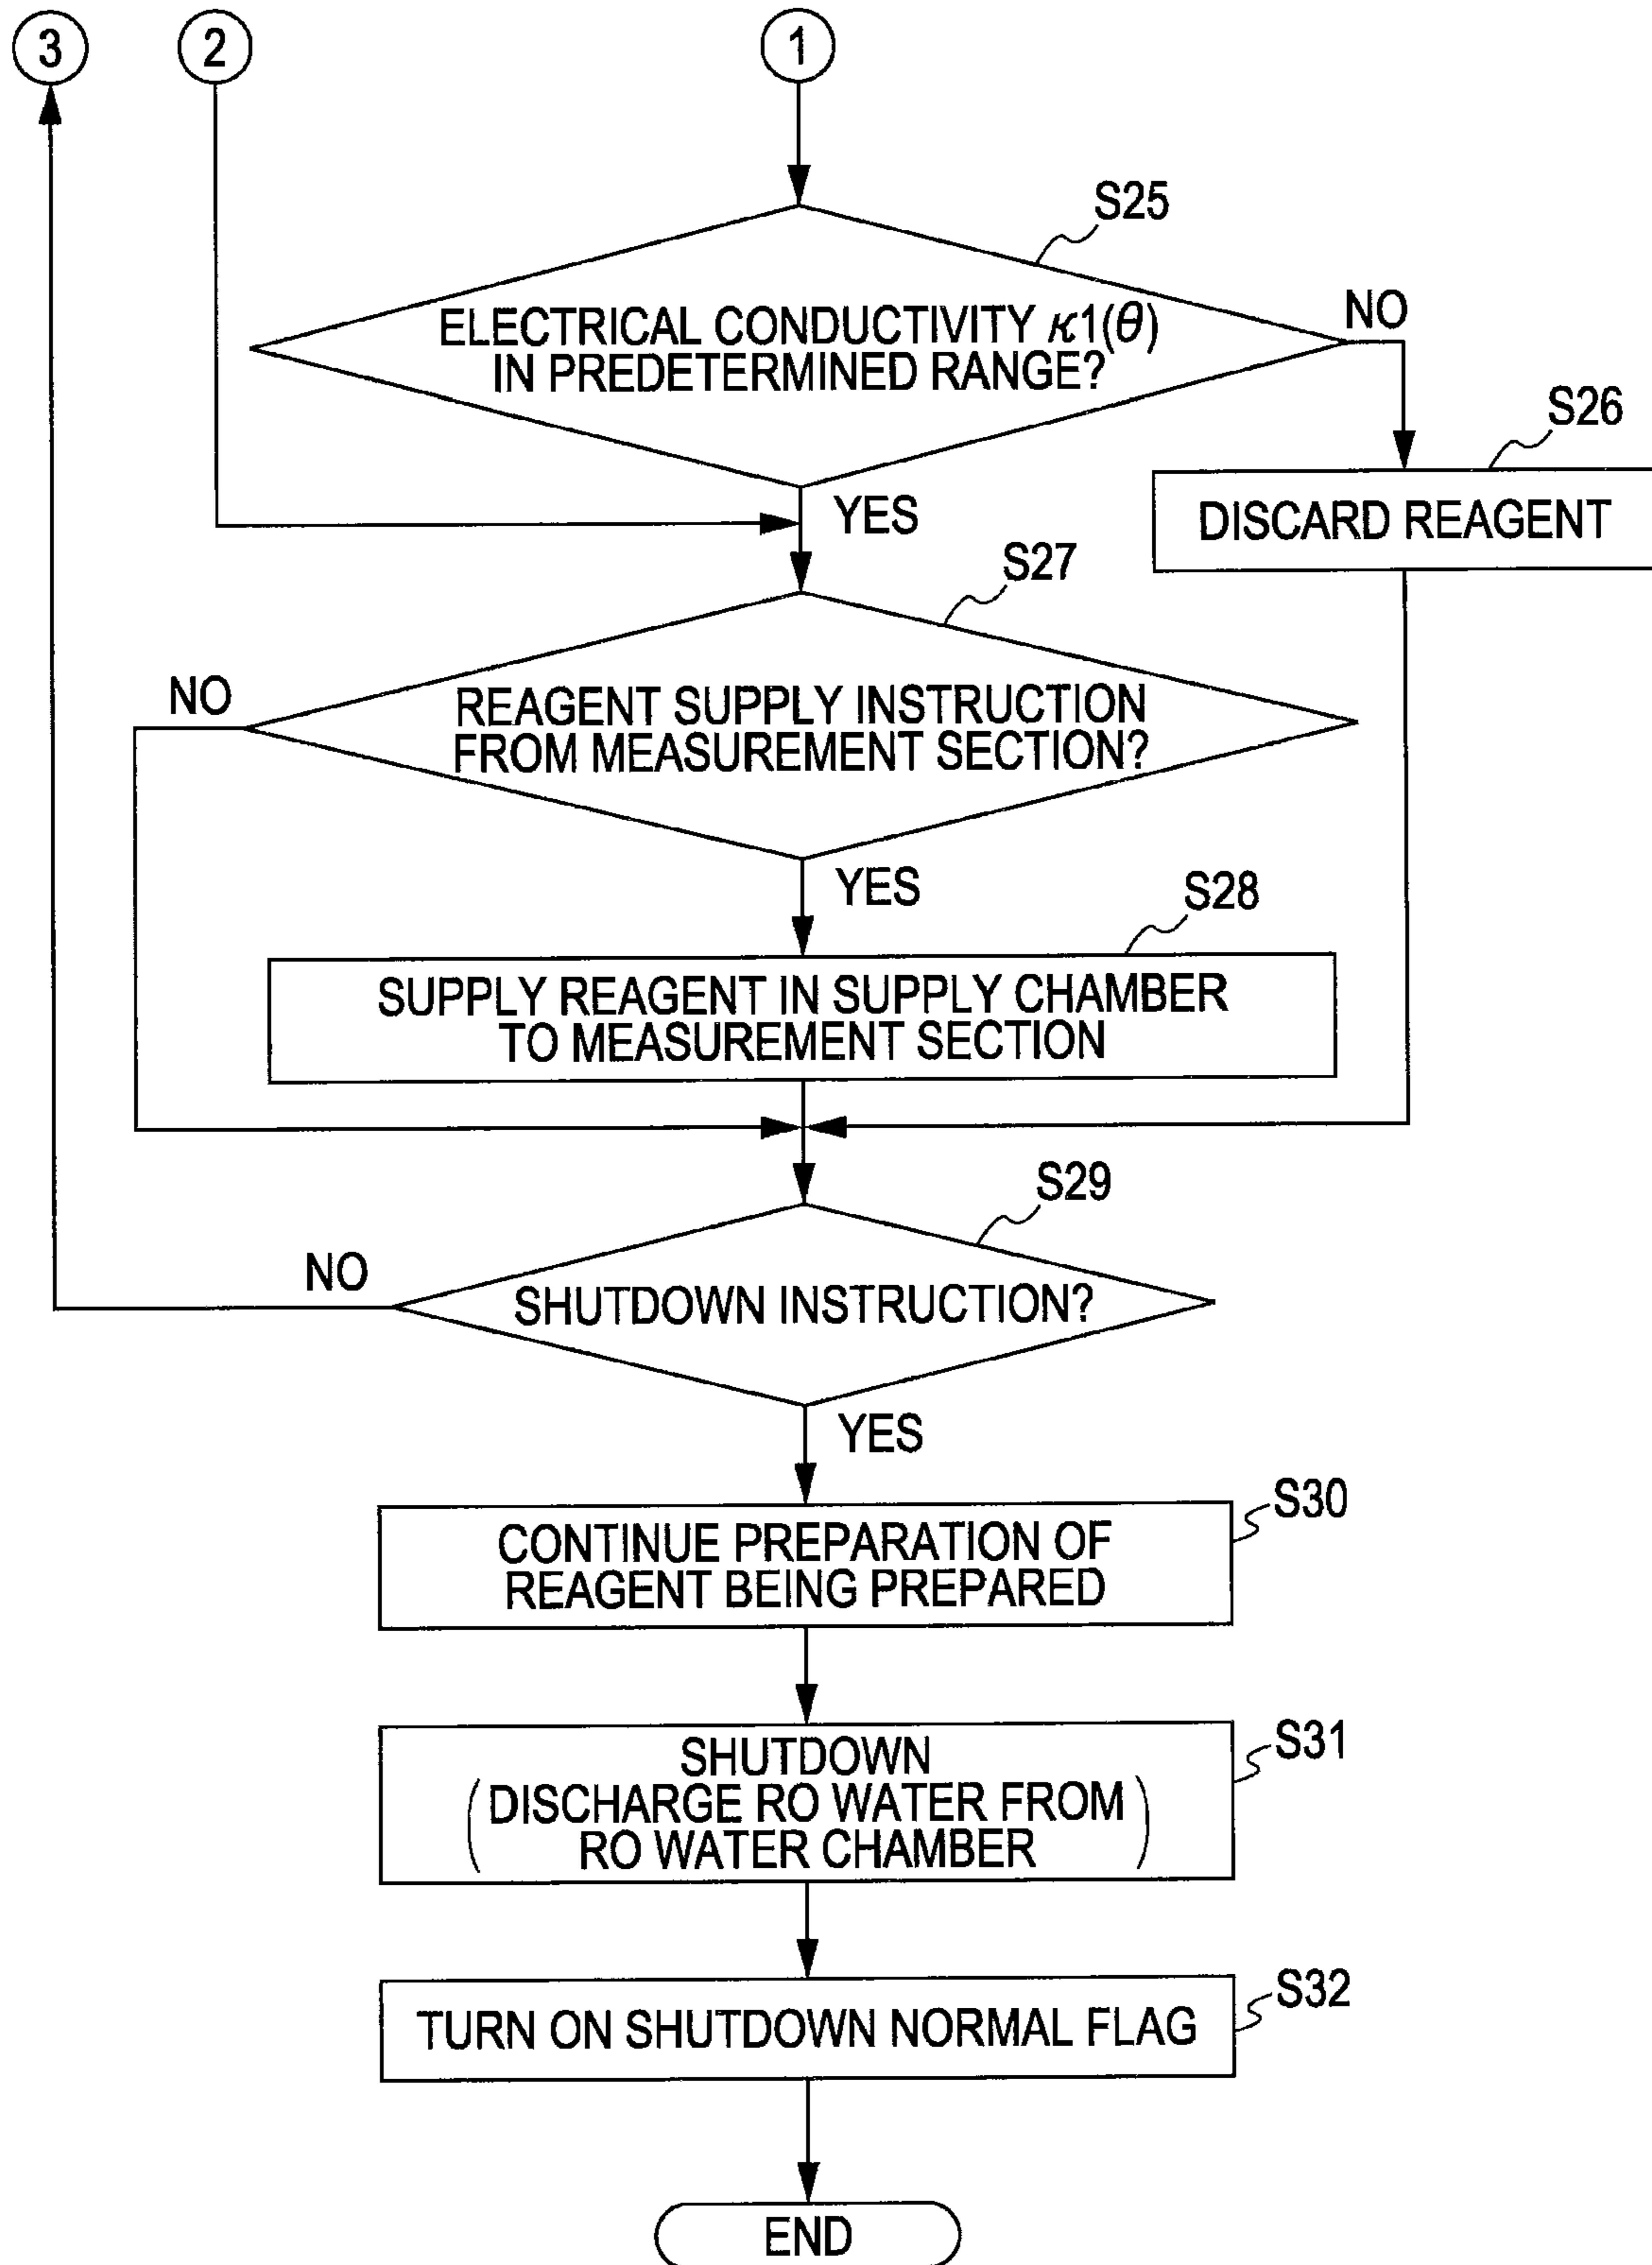 3
2
1
S25
ELECTRICAL CONDUCTIVITY κ1(θ)
IN PREDETERMINED RANGE?
NO
S26
DISCARD REAGENT
YES
S27
NO
REAGENT SUPPLY INSTRUCTION
FROM MEASUREMENT SECTION?
YES
S28
SUPPLY REAGENT IN SUPPLY CHAMBER
TO MEASUREMENT SECTION
S29
NO
SHUTDOWN INSTRUCTION?
YES
S30
CONTINUE PREPARATION OF
REAGENT BEING PREPARED
S31
SHUTDOWN
(DISCHARGE RO WATER FROM
RO WATER CHAMBER)
S32
TURN ON SHUTDOWN NORMAL FLAG
END